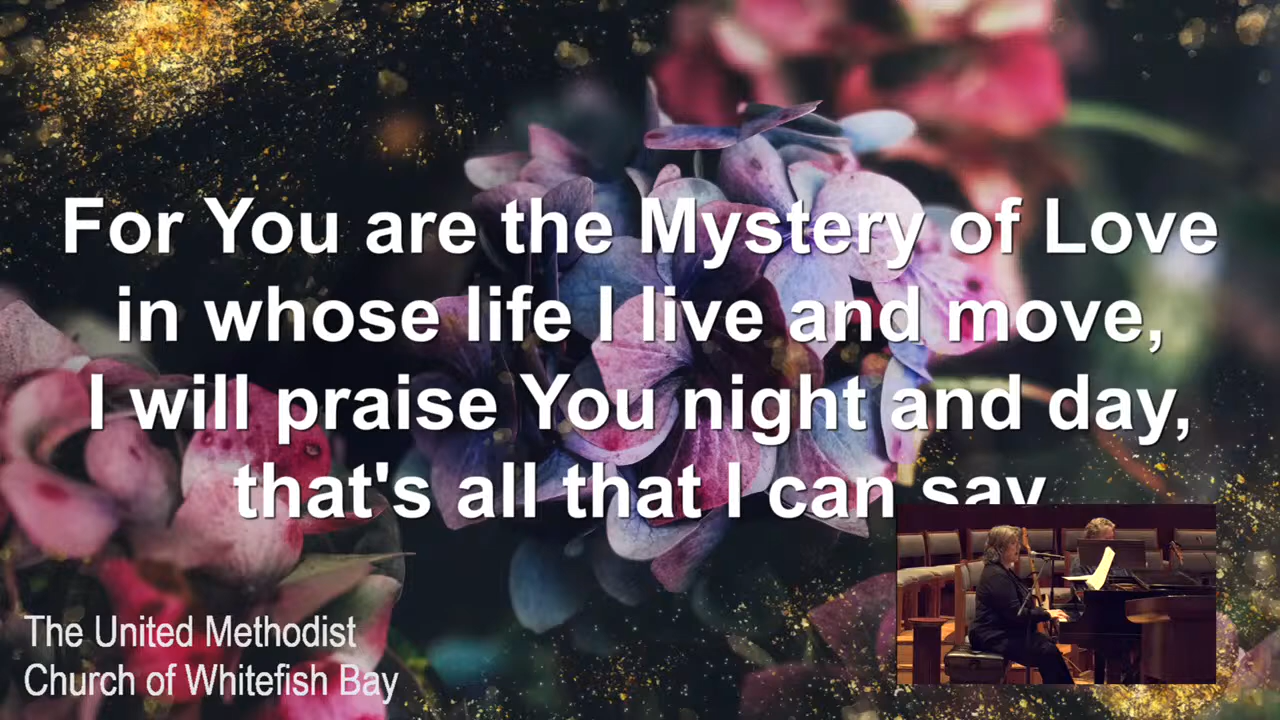 For You are the Mystery of Love
in whose life I live and move,
I will praise You night and day,
that's all that I can say
The United Methodist
Church of Whitefish Bay